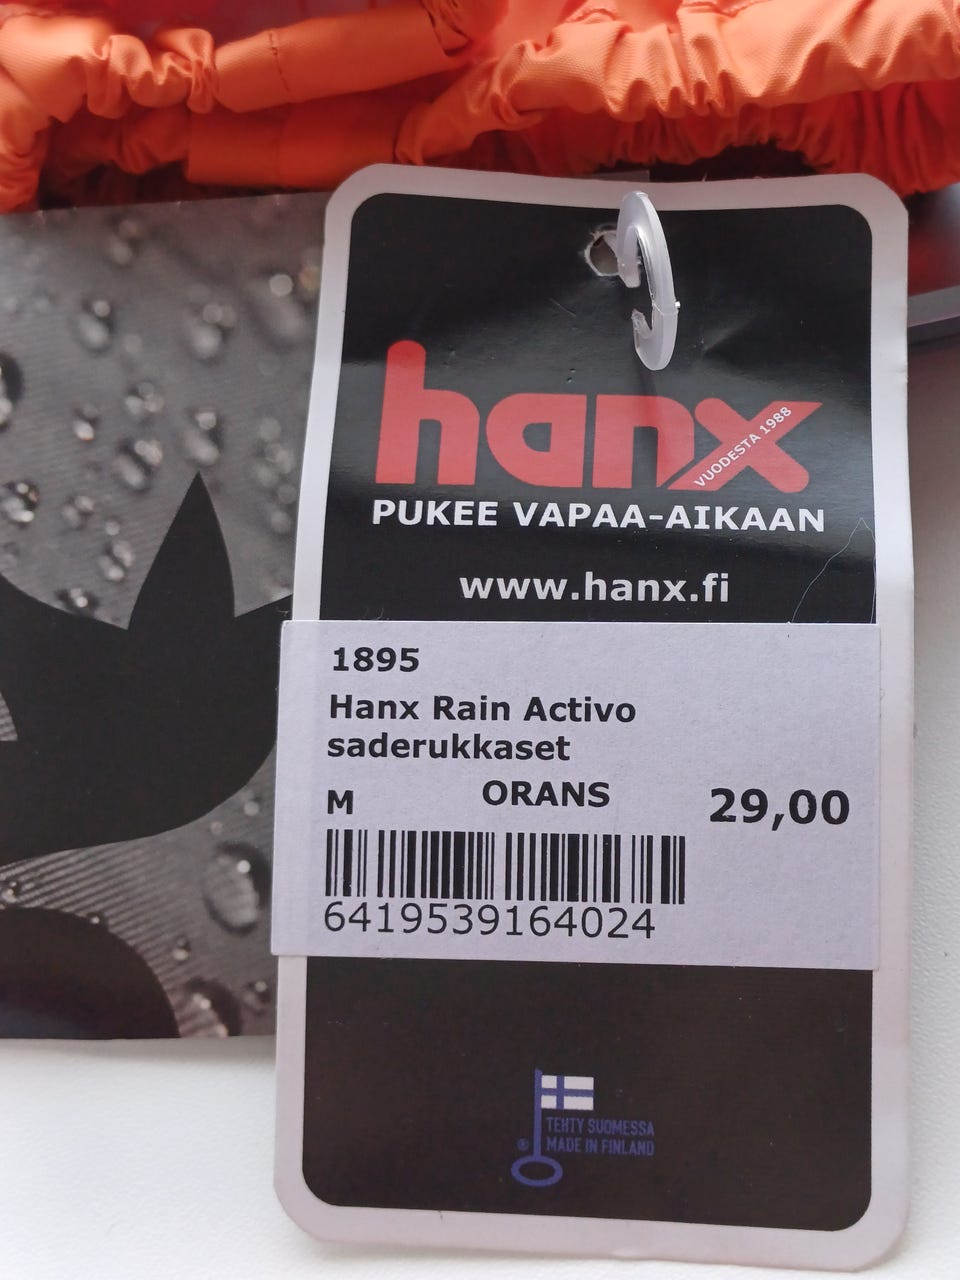 hanx
VUODESTA 1988
PUKEE VAPAA-AIKAAN
www.hanx.fi
1895
Hanx Rain Activo
saderukkaset
M ORANS 29,00
6419539164024
TEHTY SUOMESSA
® MADE IN FINLAND